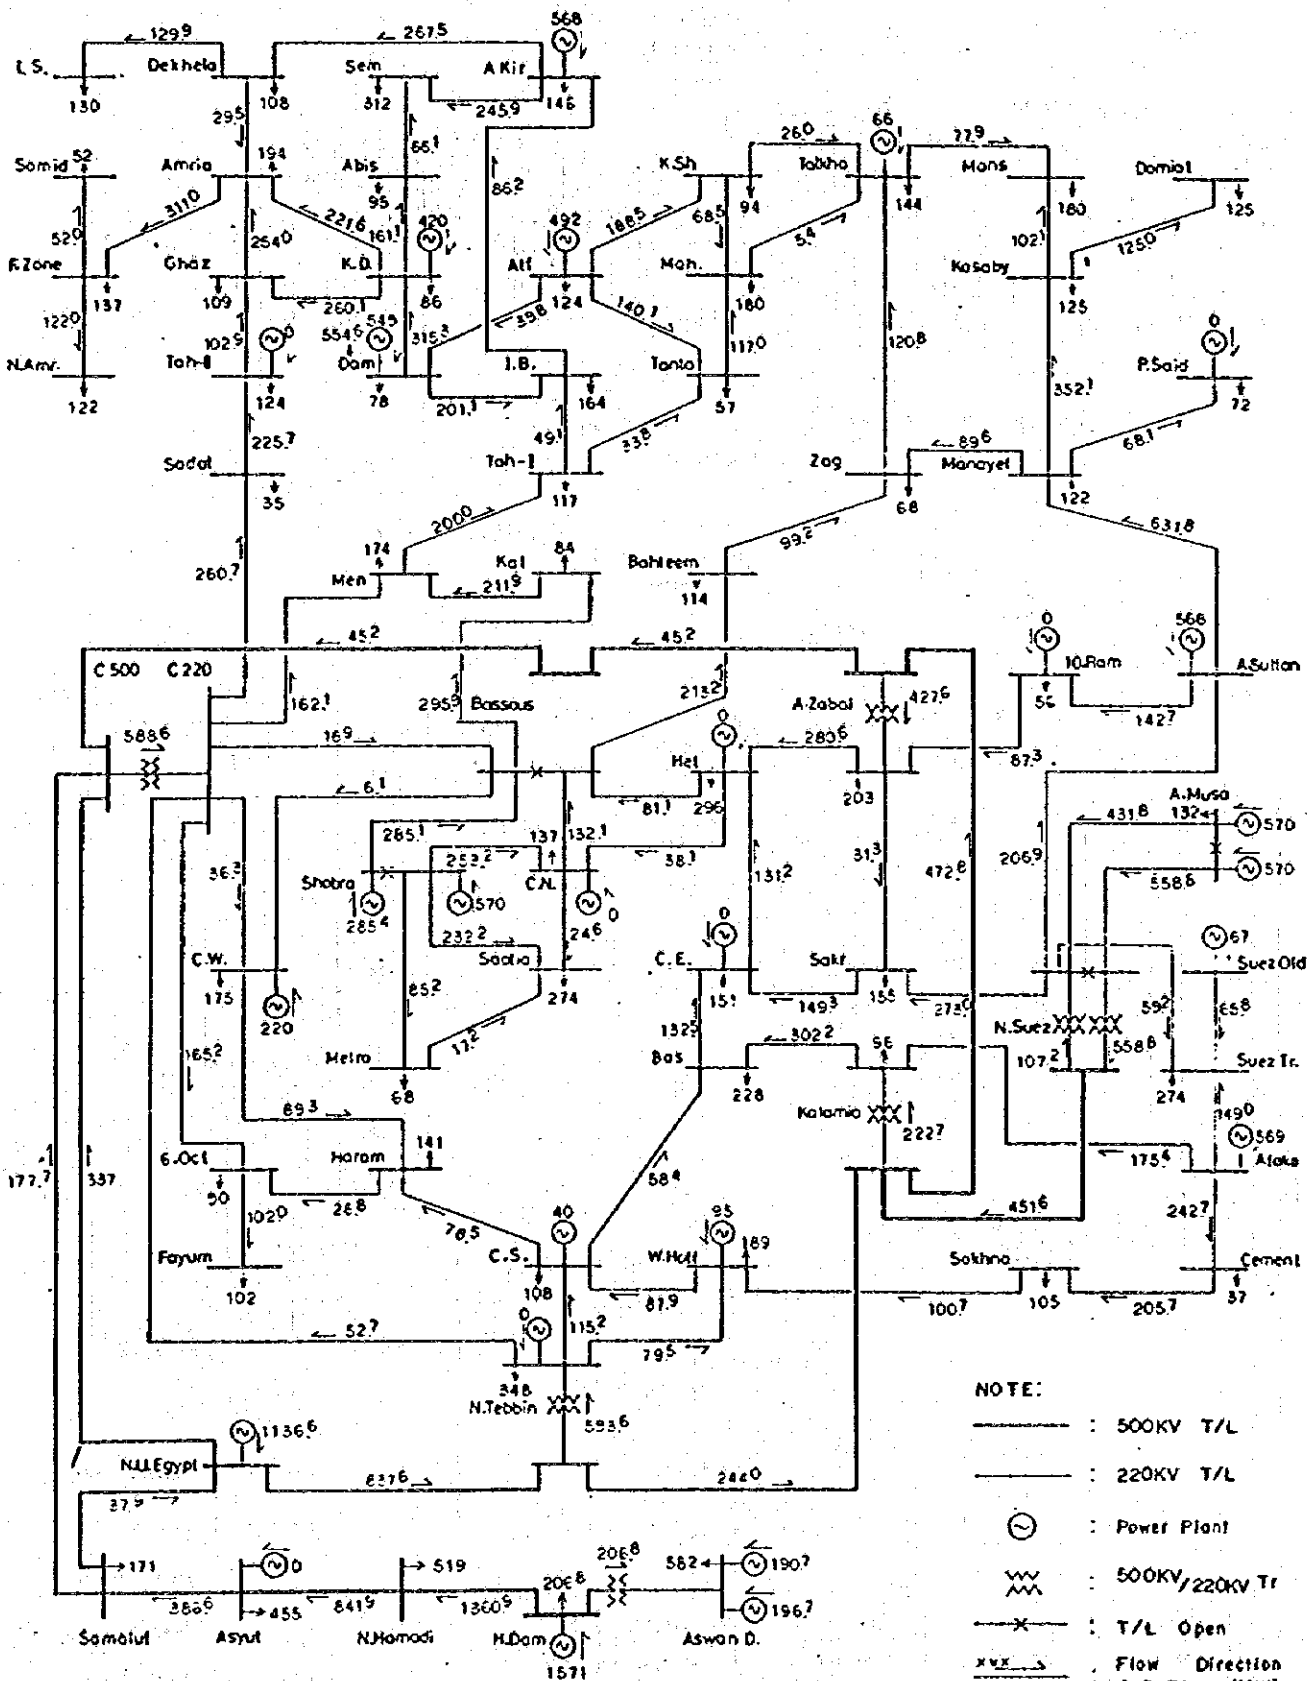 129.9
267.5
568
I.S.
Dekhela
Sem
A.Kir
130
108
312
146
29.5
245.9
66.1
86.2
Somid
52
Amria
194
Abis
95
K.Sh
26.0
Talkha
66
77.9
Mans
Domiat
94
144
180
125
311.0
221.6
161.1
420
492
188.5
68.5
5.4
102.1
125.0
52.0
254.0
F.Zone
Ghaz
K.D.
Atf
Mah.
Kasaby
137
109
86
124
180
125
260.1
122.0
102.9
0
554.6
545
315.3
39.8
140.1
117.0
120.8
352.1
0
N.Amr.
Tah-II
Dam
I.B.
Tanta
P.Said
122
124
78
164
57
72
201.1
225.7
49.1
33.8
89.6
68.1
Sadat
Tah-I
Zag
Manayel
35
117
68
122
200.0
99.2
631.8
174
Kal
84
Bahteem
Men
211.9
114
260.7
45.2
45.2
0
566
C 500
C 220
10.Ram
A.Sultan
162.1
295.9
Bassous
213.2
A.Zabal
427.6
56
142.7
588.6
16.9
0
280.6
87.3
Hel
296
203
6.1
81.1
A.Musa
132
431.8
570
285.1
137
132.1
38.1
131.2
31.3
472.8
206.9
558.6
570
36.3
253.2
Shobra
C.N.
285.4
570
0
232.2
24.6
0
67
C.W.
Sabtia
C.E.
Sakr
Suez Old
175
274
151
155
149.3
273.0
220
85.2
17.2
132.5
302.2
56
N.Suez
59.2
65.8
165.2
Metro
Bas
107.2
558.8
Suez Tr.
68
228
274
Kalamia
222.7
149.0
569
89.3
141
6.Oct
Haram
175.4
Ataka
177.7
337
50
28.8
58.4
102.0
78.5
40
95
451.6
242.7
Fayum
C.S.
W.Hof
189
Sokhna
Cement
102
108
87.9
105
37
100.7
205.7
52.7
0
115.2
79.5
348
N.Tebbin
593.6
NOTE:
: 500KV T/L
1136.6
N.U.Egypt
: 220KV T/L
837.6
244.0
37.9
: Power Plant
171
0
519
206.8
582
190.7
: 500KV/220KV Tr
206.8
386.6
455
841.9
1360.9
196.7
: T/L Open
Samalut
Asyut
N.Hamadi
H.Dam
Aswan D.
1571
x v x : Flow Direction